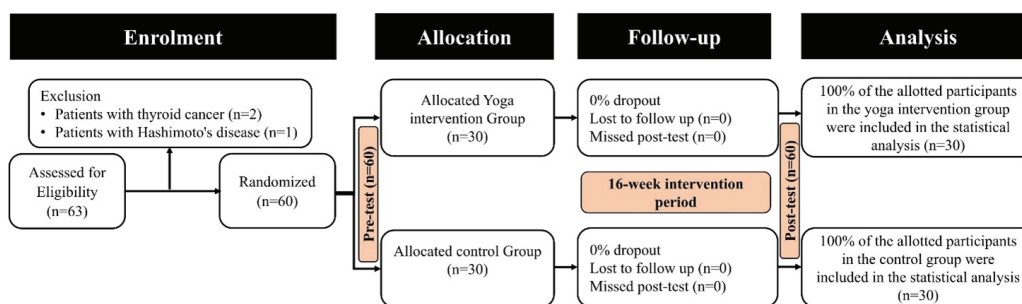 Enrolment
Allocation
Follow-up
Analysis
Exclusion
• Patients with thyroid cancer (n=2)
• Patients with Hashimoto's disease (n=1)
Assessed for
Eligibility
(n=63)
Randomized
(n=60)
Pre-test (n=60)
Allocated Yoga
intervention Group
(n=30)
Allocated control Group
(n=30)
0% dropout
Lost to follow up (n=0)
Missed post-test (n=0)
16-week intervention
period
0% dropout
Lost to follow up (n=0)
Missed post-test (n=0)
Post-test (n=60)
100% of the allotted participants
in the yoga intervention group
were included in the statistical
analysis (n=30)
100% of the allotted participants
in the control group were
included in the statistical analysis
(n=30)